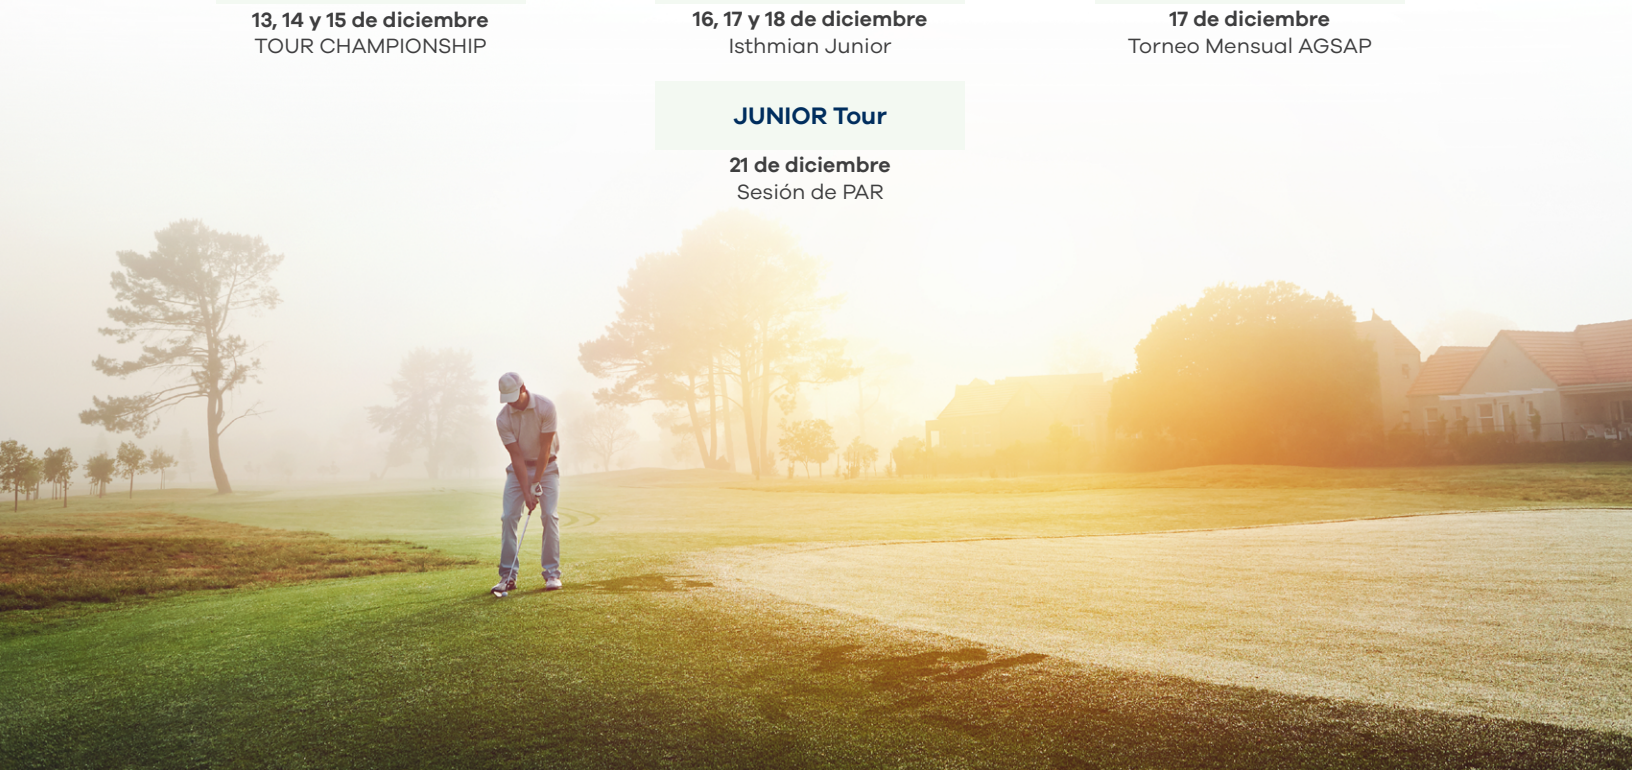 13, 14 y 15 de diciembre
TOUR CHAMPIONSHIP
16, 17 y 18 de diciembre
Isthmian Junior
17 de diciembre
Torneo Mensual AGSAP
JUNIOR Tour
21 de diciembre
Sesión de PAR